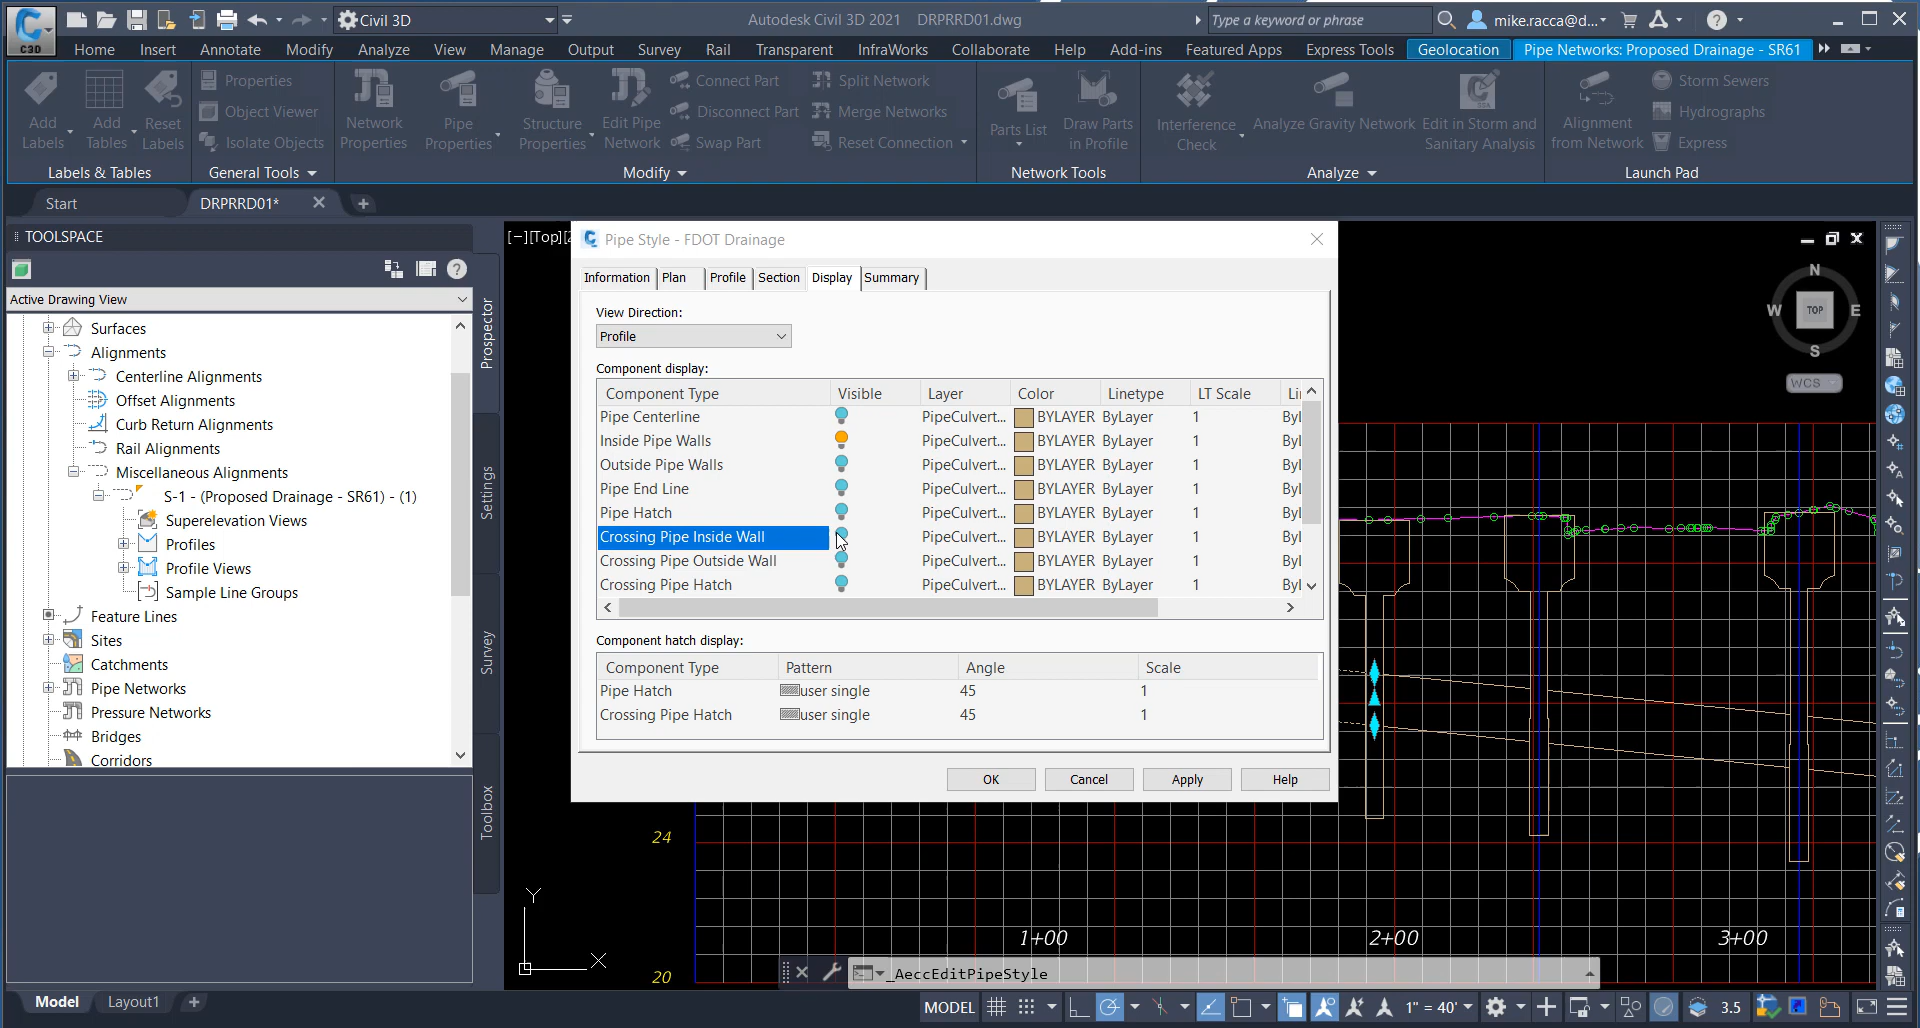 Civil 3D
Autodesk Civil 3D 2021 DRPRRD01.dwg
Type a keyword or phrase
mike.racca@d...
C3D
Home Insert Annotate Modify Analyze View Manage Output Survey Rail Transparent InfraWorks Collaborate Help Add-ins Featured Apps Express Tools Geolocation Pipe Networks: Proposed Drainage - SR61
Add Labels
Add Tables
Reset Labels
Properties
Object Viewer
Isolate Objects
Network Properties
Pipe Properties
Structure Properties
Edit Pipe Network
Connect Part
Disconnect Part
Swap Part
Split Network
Merge Networks
Reset Connection
Parts List
Draw Parts in Profile
Interference Check
Analyze Gravity Network
Edit in Storm and Sanitary Analysis
Alignment from Network
Storm Sewers
Hydrographs
Express
Labels & Tables
General Tools
Modify
Network Tools
Analyze
Launch Pad
Start
DRPRRD01*
TOOLSPACE
Active Drawing View
Surfaces
Alignments
Centerline Alignments
Offset Alignments
Curb Return Alignments
Rail Alignments
Miscellaneous Alignments
S-1 - (Proposed Drainage - SR61) - (1)
Superelevation Views
Profiles
Profile Views
Sample Line Groups
Feature Lines
Sites
Catchments
Pipe Networks
Pressure Networks
Bridges
Corridors
Prospector
Settings
Survey
Toolbox
[−][Top][2
Pipe Style - FDOT Drainage
Information Plan Profile Section Display Summary
View Direction:
Profile
Component display:
Component Type Visible Layer Color Linetype LT Scale Li
Pipe Centerline PipeCulvert... BYLAYER ByLayer 1 Byl
Inside Pipe Walls PipeCulvert... BYLAYER ByLayer 1 Byl
Outside Pipe Walls PipeCulvert... BYLAYER ByLayer 1 Byl
Pipe End Line PipeCulvert... BYLAYER ByLayer 1 Byl
Pipe Hatch PipeCulvert... BYLAYER ByLayer 1 Byl
Crossing Pipe Inside Wall PipeCulvert... BYLAYER ByLayer 1 Byl
Crossing Pipe Outside Wall PipeCulvert... BYLAYER ByLayer 1 Byl
Crossing Pipe Hatch PipeCulvert... BYLAYER ByLayer 1 Byl
Component hatch display:
Component Type Pattern Angle Scale
Pipe Hatch user single 45 1
Crossing Pipe Hatch user single 45 1
OK Cancel Apply Help
N
W TOP E
S
WCS
24
Y
X
20
1+00 2+00 3+00
_AeccEditPipeStyle
Model Layout1
MODEL
1" = 40'
3.5